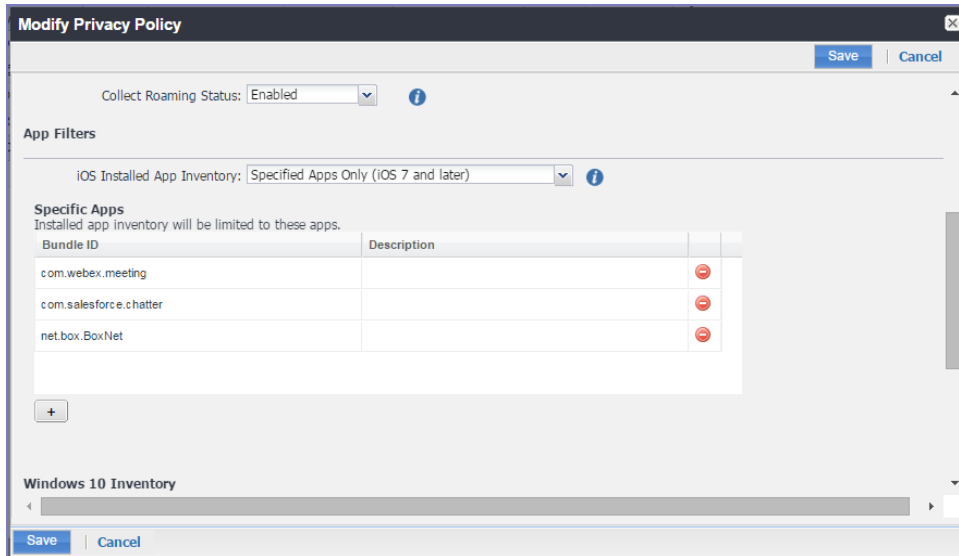 Modify Privacy Policy
Save | Cancel
Collect Roaming Status: Enabled
App Filters
iOS Installed App Inventory: Specified Apps Only (iOS 7 and later)
Specific Apps
Installed app inventory will be limited to these apps.
Bundle ID Description
com.webex.meeting
com.salesforce.chatter
net.box.BoxNet
+
Windows 10 Inventory
Save | Cancel